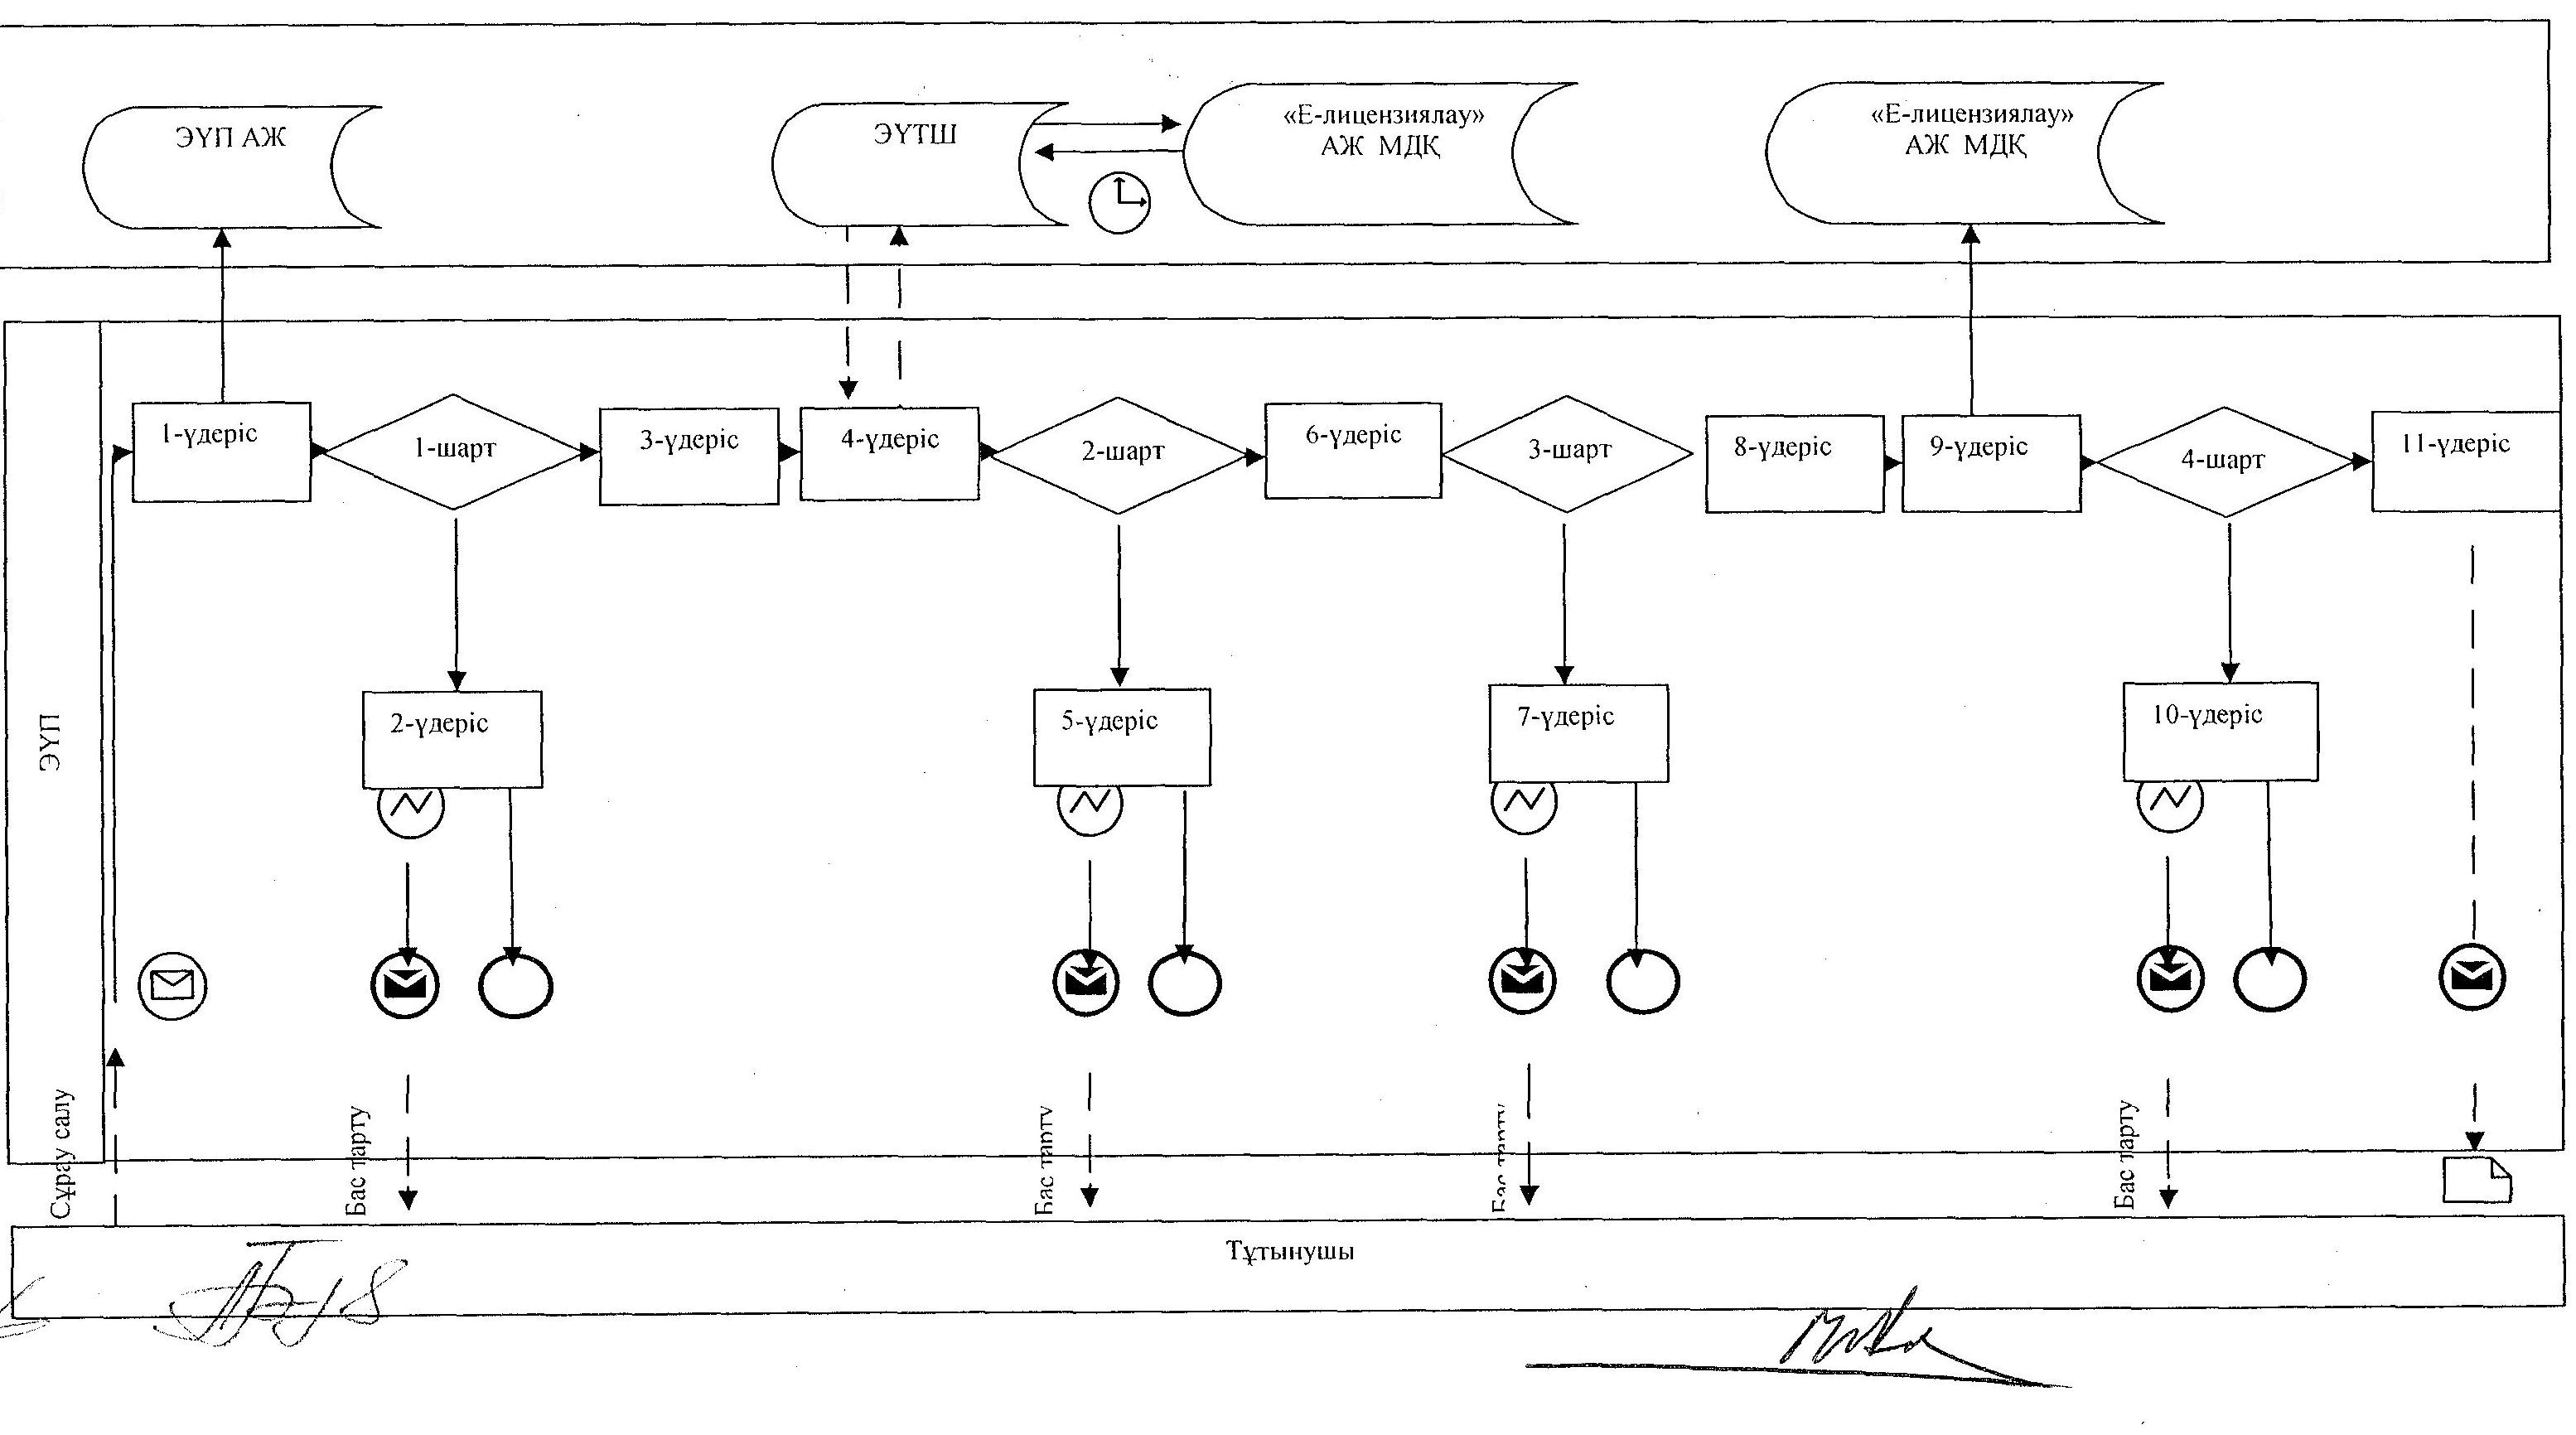 ЭҮП АЖ
ЭҮТШ
«Е-лицензиялау»
АЖ МДҚ
«Е-лицензиялау»
АЖ МДҚ
1-үдеріс
1-шарт
3-үдеріс
4-үдеріс
2-шарт
6-үдеріс
3-шарт
8-үдеріс
9-үдеріс
4-шарт
11-үдеріс
2-үдеріс
5-үдеріс
7-үдеріс
10-үдеріс
ЭҮП
Сұрау салу
Бас тарту
Бас тарту
Бас тарту
Бас тарту
Тұтынушы